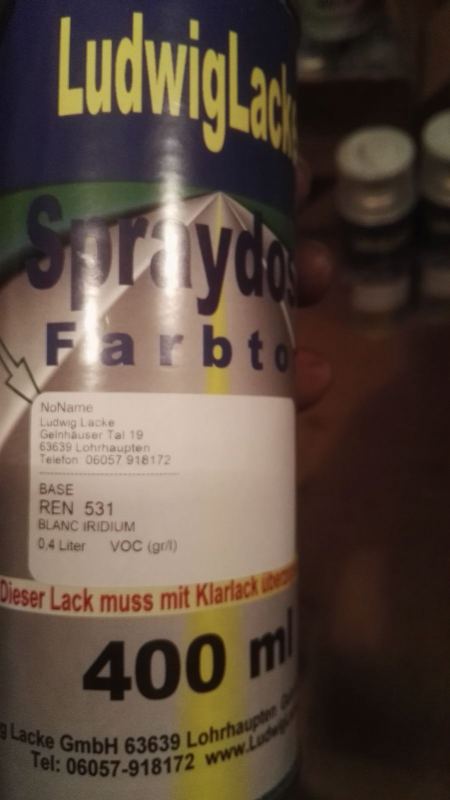 LudwigLacke
Spraydos
Farbto
NoName
Ludwig Lacke
Gelnhäuser Tal 19
63639 Lohrhaupten
Telefon: 06057 918172
BASE
REN 531
BLANC IRIDIUM
0,4 Liter VOC (gr/l)
Dieser Lack muss mit Klarlack
400 ml
g Lacke GmbH 63639 Lohrhaupten
Tel: 06057-918172 www.Ludwig